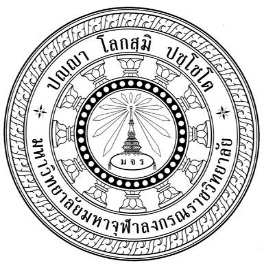 ปญฺญา โลกสฺมิ ปชฺโชโต
มจร
มหาวิทยาลัยมหาจุฬาลงกรณราชวิทยาลัย